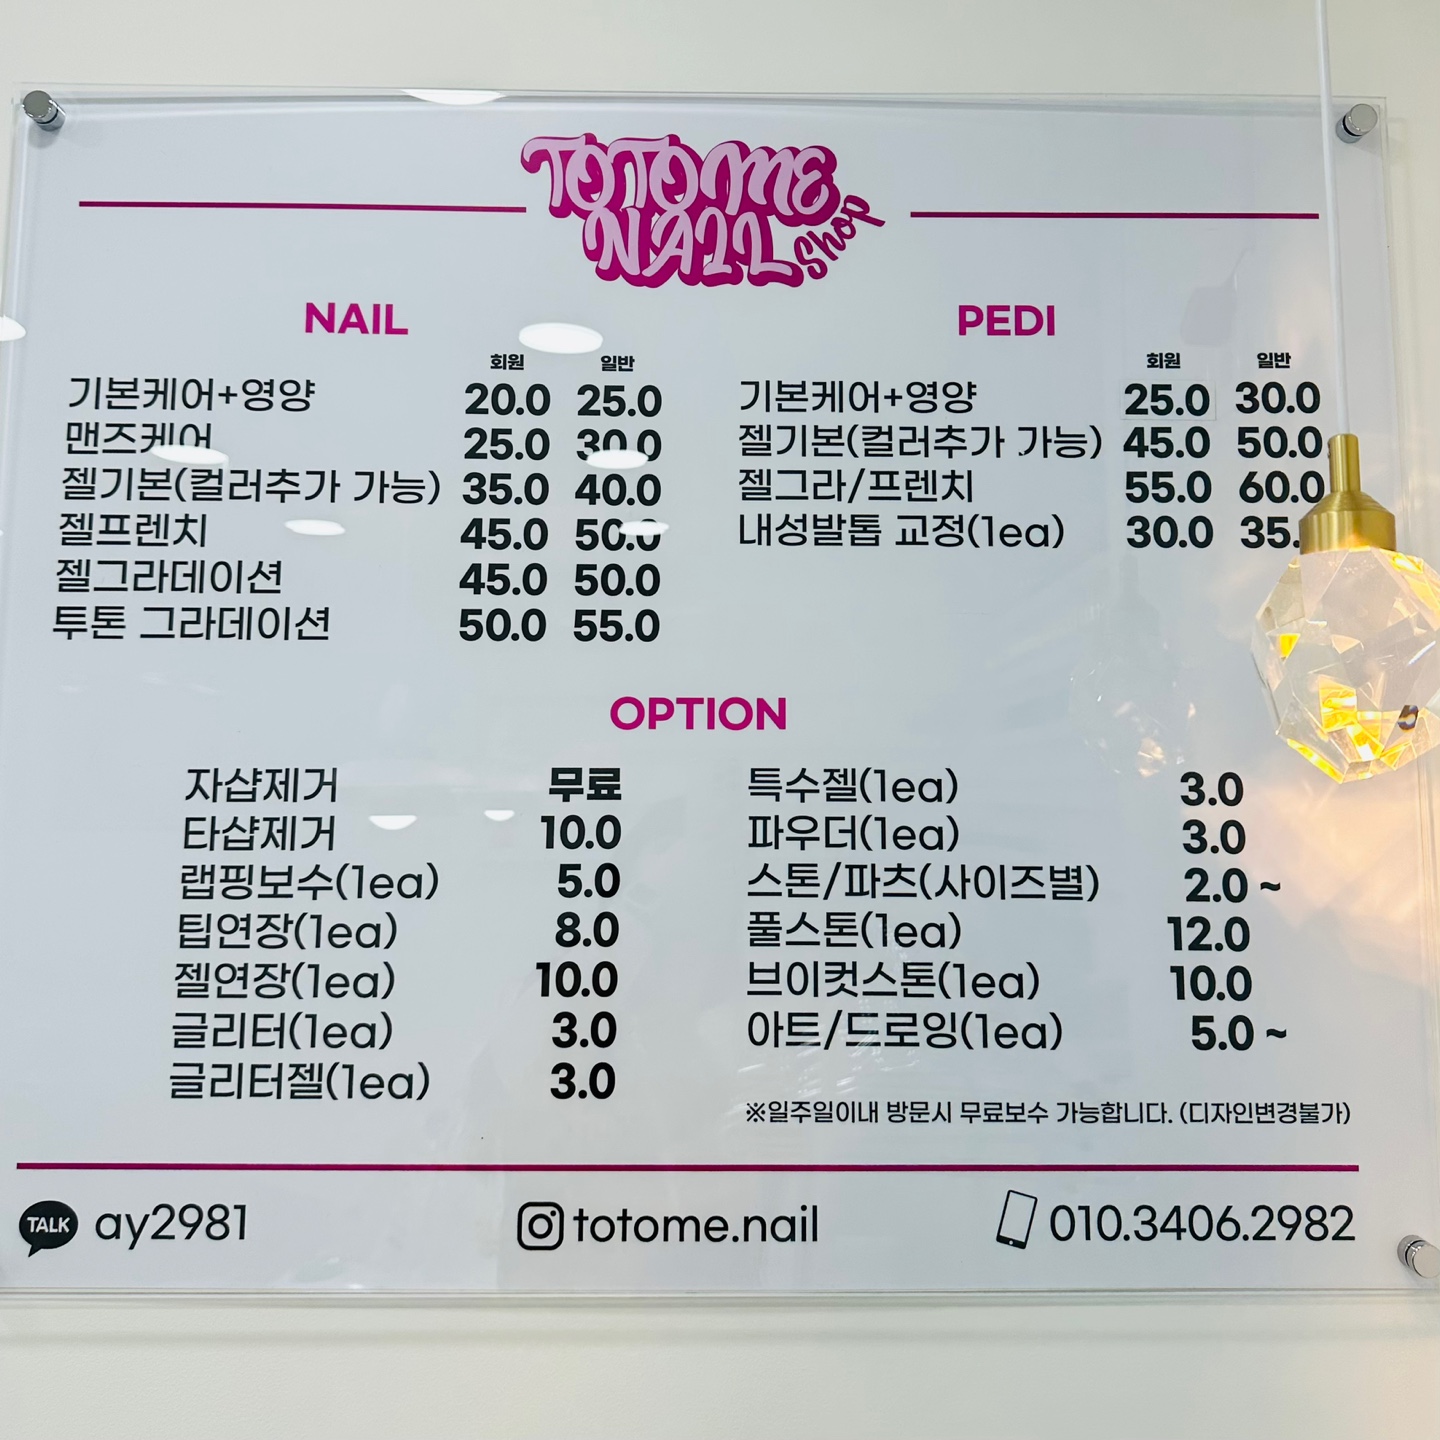 TOTOME
NAIL Shop
NAIL
회원 일반
기본케어+영양 20.0 25.0
맨즈케어 25.0 30.0
젤기본(컬러추가 가능) 35.0 40.0
젤프렌치 45.0 50.0
젤그라데이션 45.0 50.0
투톤 그라데이션 50.0 55.0
PEDI
회원 일반
기본케어+영양 25.0 30.0
젤기본(컬러추가 가능) 45.0 50.0
젤그라/프렌치 55.0 60.0
내성발톱 교정(1ea) 30.0
OPTION
자샵제거 무료
타샵제거 10.0
랩핑보수(1ea) 5.0
팁연장(1ea) 8.0
젤연장(1ea) 10.0
글리터(1ea) 3.0
글리터젤(1ea) 3.0
특수젤(1ea) 3.0
파우더(1ea) 3.0
스톤/파츠(사이즈별) 2.0 ~
풀스톤(1ea) 12.0
브이컷스톤(1ea) 10.0
아트/드로잉(1ea) 5.0 ~
※일주일이내 방문시 무료보수 가능합니다. (디자인변경불가)
TALK ay2981
totome.nail
010.3406.2982